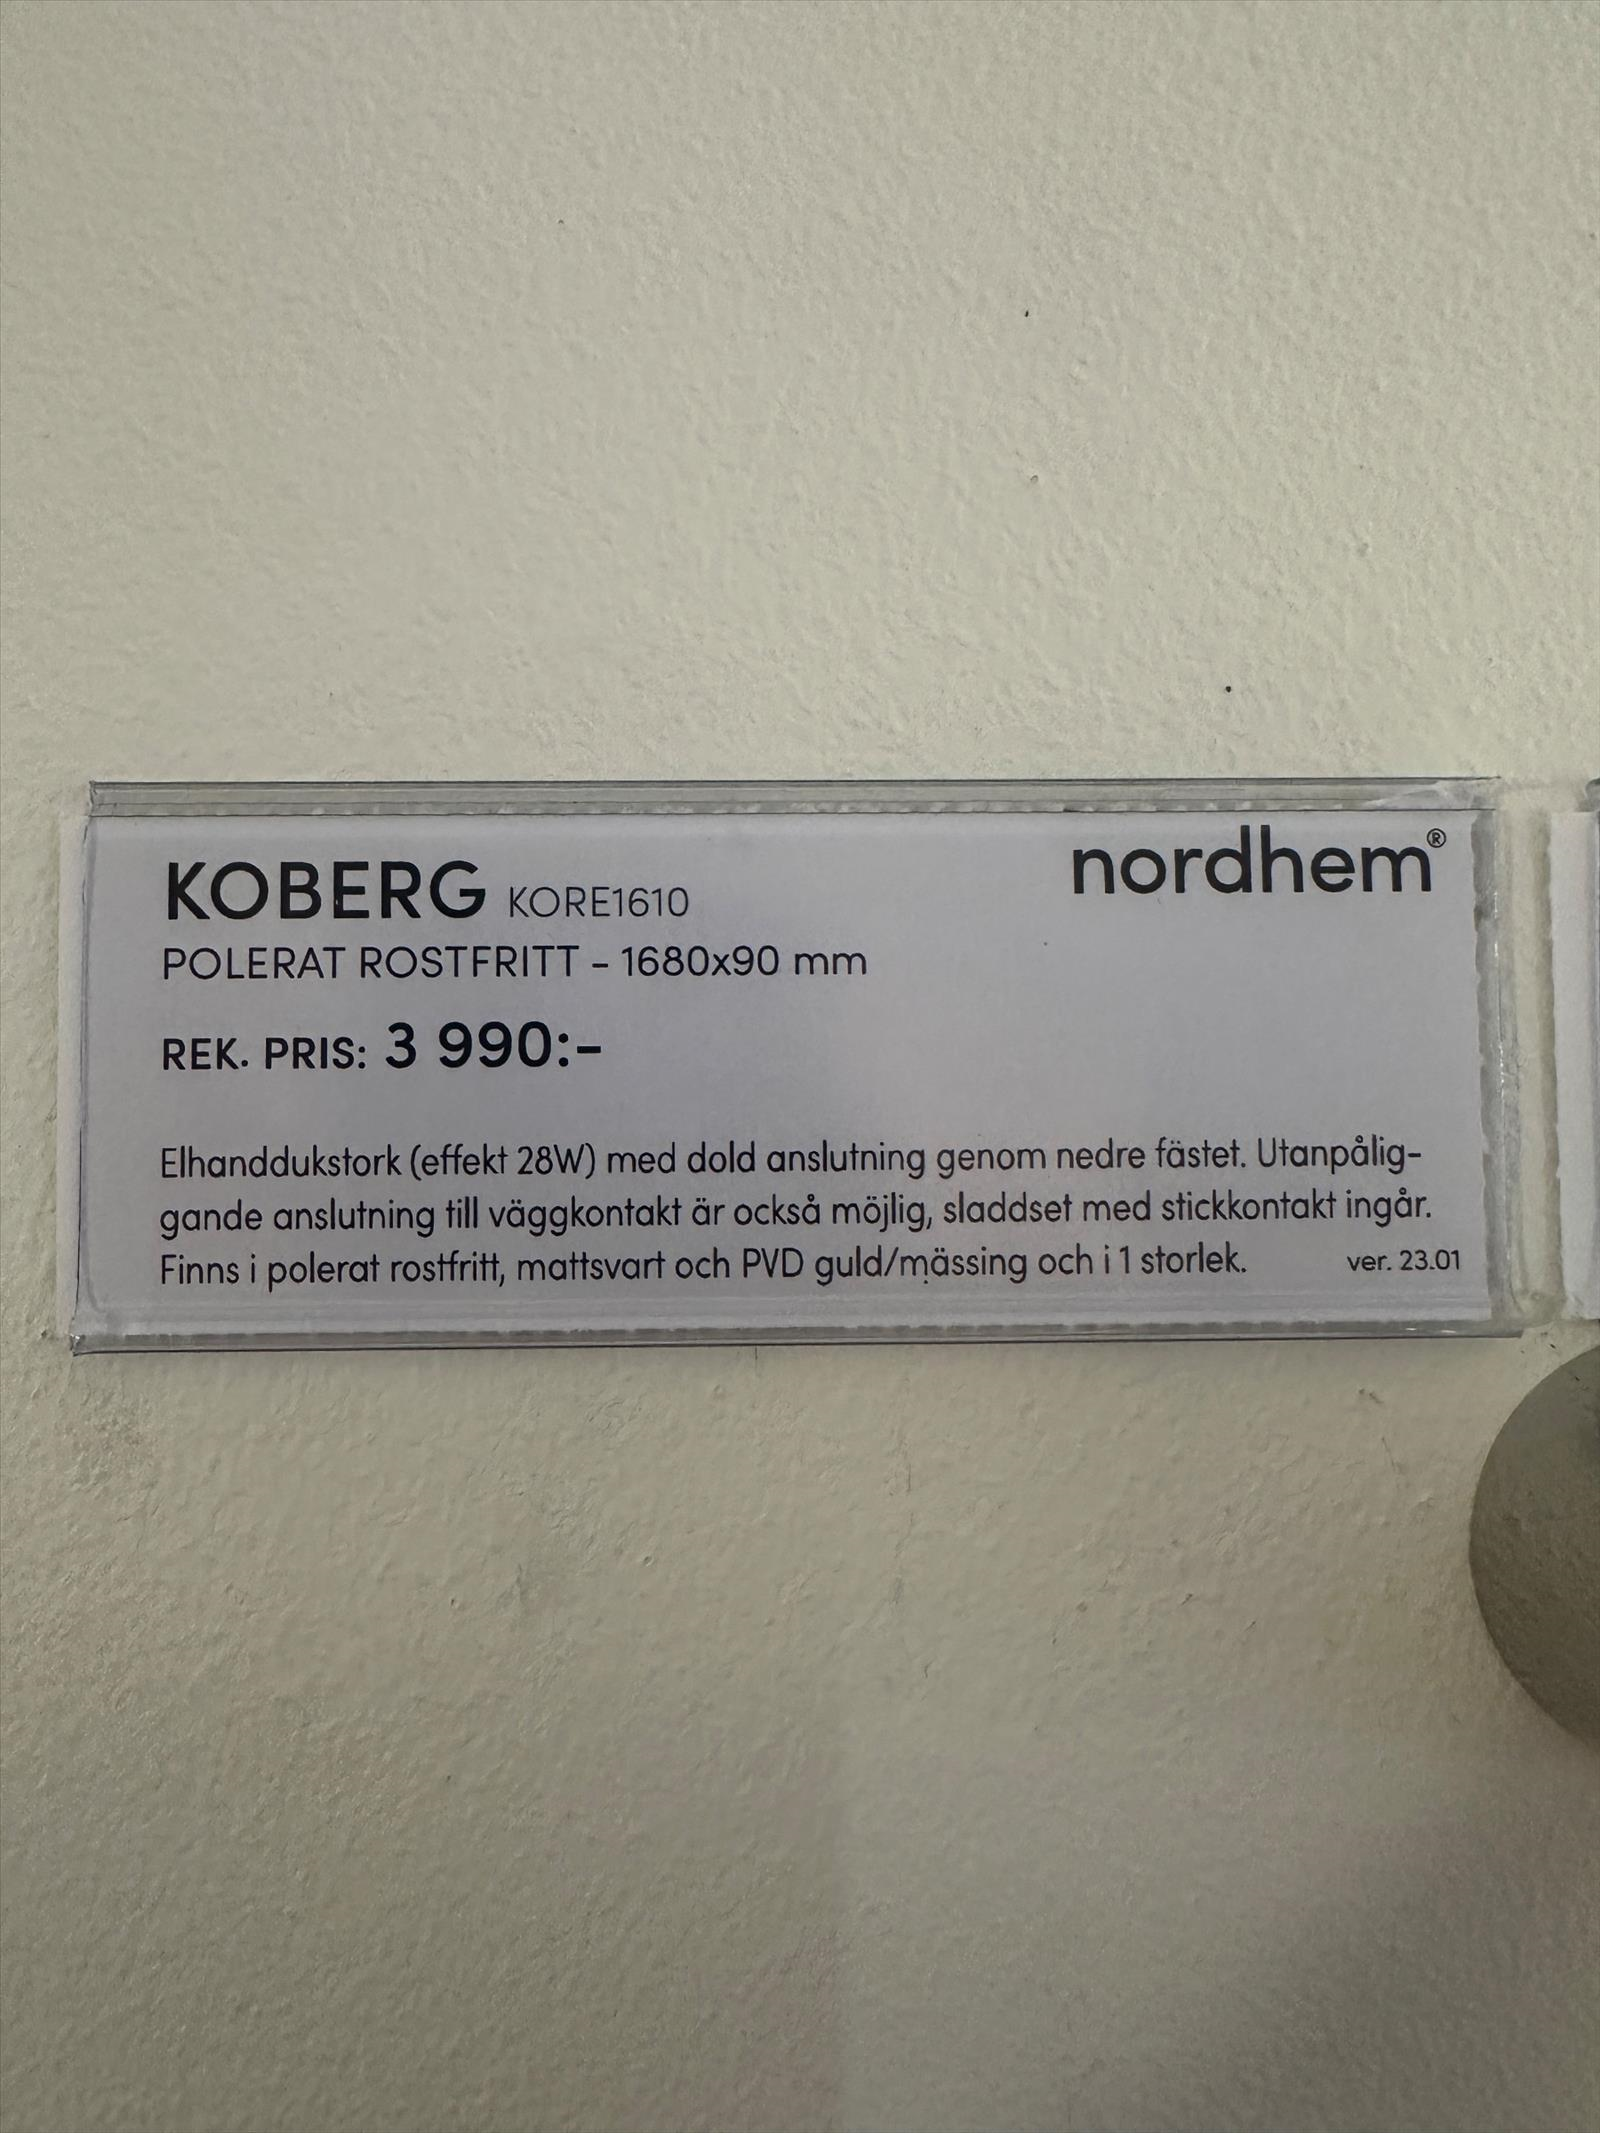 KOBERG KORE1610
nordhem®
POLERAT ROSTFRITT - 1680x90 mm
REK. PRIS: 3 990:-
Elhanddukstork (effekt 28W) med dold anslutning genom nedre fästet. Utanpålig-
gande anslutning till väggkontakt är också möjlig, sladdset med stickkontakt ingår.
Finns i polerat rostfritt, mattsvart och PVD guld/mässing och i 1 storlek.
ver. 23.01